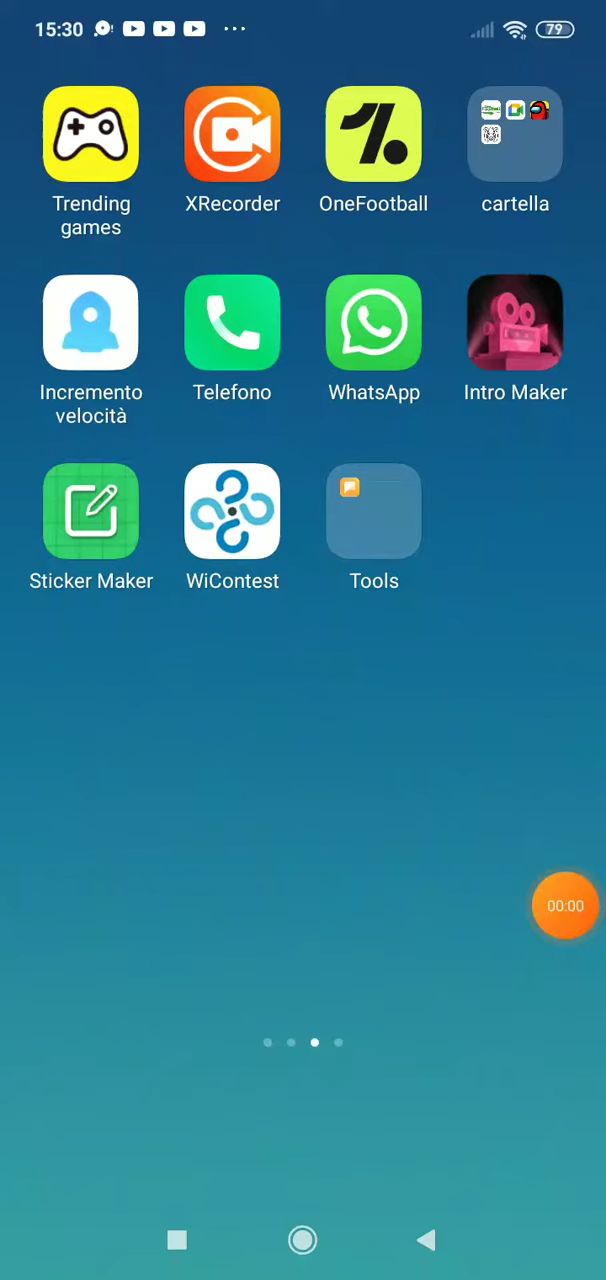 15:30
79
Trending games
XRecorder
OneFootball
cartella
Incremento velocità
Telefono
WhatsApp
Intro Maker
Sticker Maker
WiContest
Tools
00:00